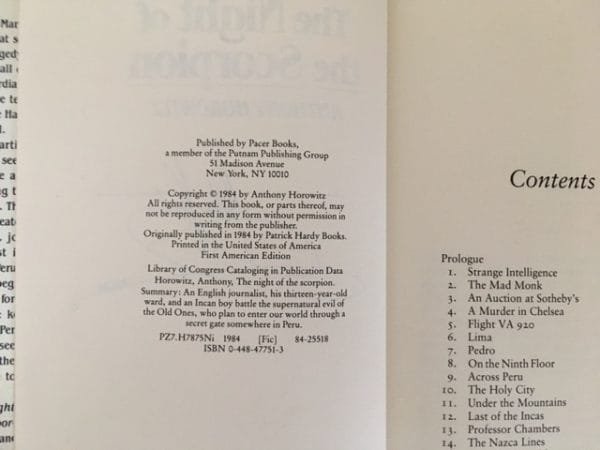 Published by Pacer Books,
a member of the Putnam Publishing Group
51 Madison Avenue
New York, NY 10010
Copyright © 1984 by Anthony Horowitz
All rights reserved. This book, or parts thereof, may
not be reproduced in any form without permission in
writing from the publisher.
Originally published in 1984 by Patrick Hardy Books.
Printed in the United States of America
First American Edition
Library of Congress Cataloging in Publication Data
Horowitz, Anthony, The night of the scorpion.
Summary: An English journalist, his thirteen-year-old
ward, and an Incan boy battle the supernatural evil of
the Old Ones, who plan to enter our world through a
secret gate somewhere in Peru.
PZ7.H7875Ni 1984 [Fic] 84-25518
ISBN 0-448-47751-3
Contents
Prologue
1. Strange Intelligence
2. The Mad Monk
3. An Auction at Sotheby's
4. A Murder in Chelsea
5. Flight VA 920
6. Lima
7. Pedro
8. On the Ninth Floor
9. Across Peru
10. The Holy City
11. Under the Mountains
12. Last of the Incas
13. Professor Chambers
14. The Nazca Lines